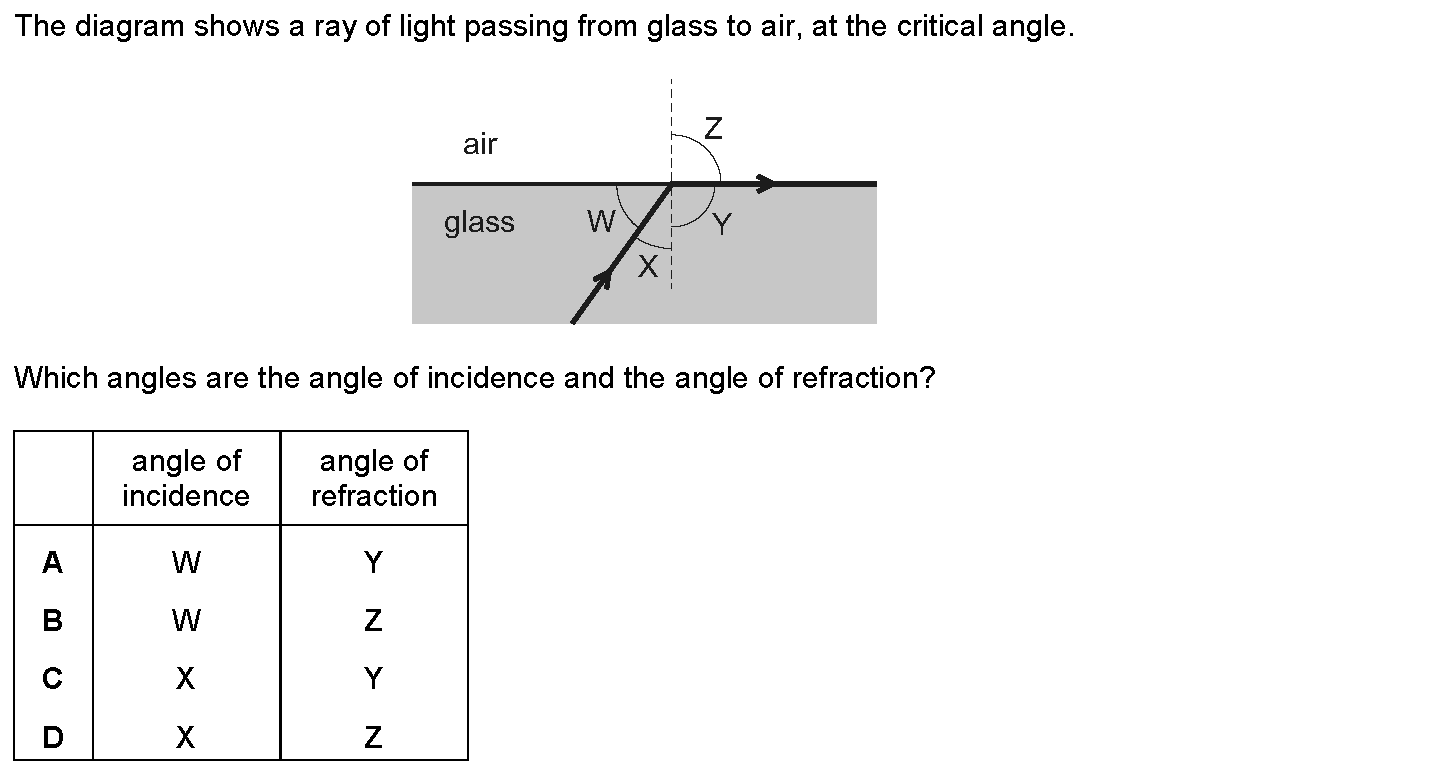 The diagram shows a ray of light passing from glass to air, at the critical angle.
Z
air
glass
W
Y
X
Which angles are the angle of incidence and the angle of refraction?
angle of incidence
angle of refraction
A W Y
B W Z
C X Y
D X Z